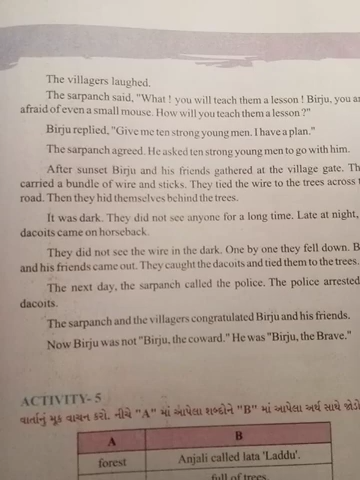 The villagers laughed.
The sarpanch said, "What ! you will teach them a lesson ! Birju, you
afraid of even a small mouse. How will you teach them a lesson ?"
Birju replied, "Give me ten strong young men. I have a plan."
The sarpanch agreed. He asked ten strong young men to go with him.
After sunset Birju and his friends gathered at the village gate.
carried a bundle of wire and sticks. They tied the wire to the trees across
road. Then they hid themselves behind the trees.
It was dark. They did not see anyone for a long time. Late at night,
dacoits came on horseback.
They did not see the wire in the dark. One by one they fell down.
and his friends came out. They caught the dacoits and tied them to the trees.
The next day, the sarpanch called the police. The police arrested
dacoits.
The sarpanch and the villagers congratulated Birju and his friends.
Now Birju was not "Birju, the coward." He was "Birju, the Brave."
ACTIVITY- 5
વાર્તાનું મૂક વાચન કરો. નીચે "A" માં આપેલા શબ્દોને "B" માં આપેલા અર્થ સાથે જોડો
A B
forest Anjali called lata 'Laddu'.
full of trees.